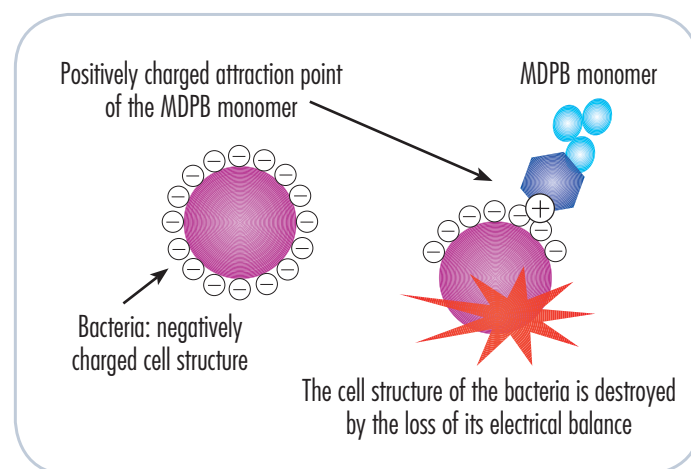 Positively charged attraction point
of the MDPB monomer
MDPB monomer
Bacteria: negatively
charged cell structure
The cell structure of the bacteria is destroyed
by the loss of its electrical balance